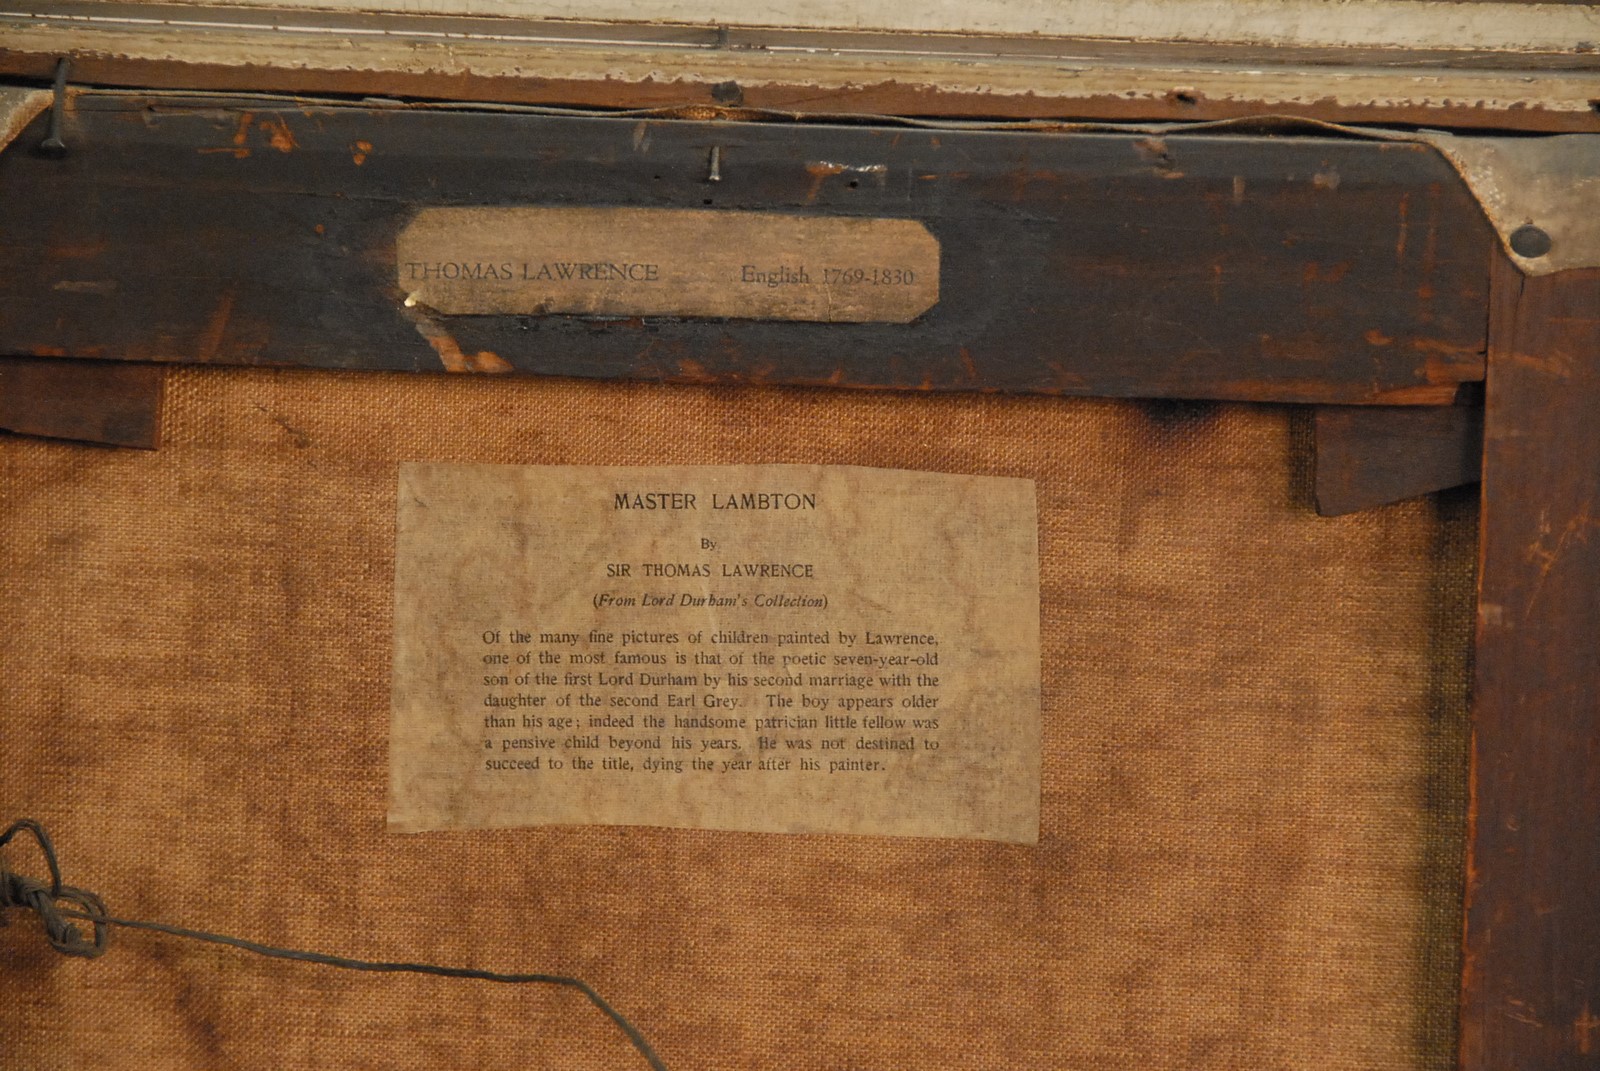 THOMAS LAWRENCE English 1769-1830
MASTER LAMBTON
By
SIR THOMAS LAWRENCE
(From Lord Durham's Collection)
Of the many fine pictures of children painted by Lawrence,
one of the most famous is that of the poetic seven-year-old
son of the first Lord Durham by his second marriage with the
daughter of the second Earl Grey. The boy appears older
than his age; indeed the handsome patrician little fellow was
a pensive child beyond his years. He was not destined to
succeed to the title, dying the year after his painter.